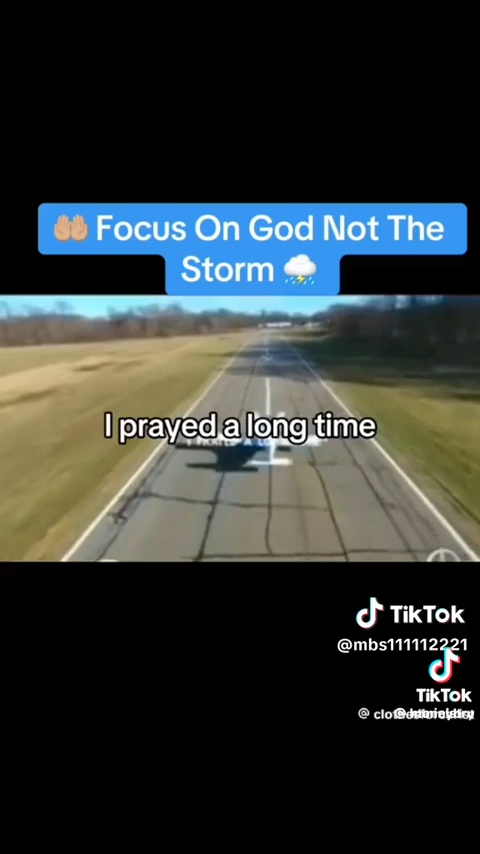 🤲🏼 Focus On God Not The
Storm ⛈️
I prayed a long time
TikTok
@mbs111112221
TikTok